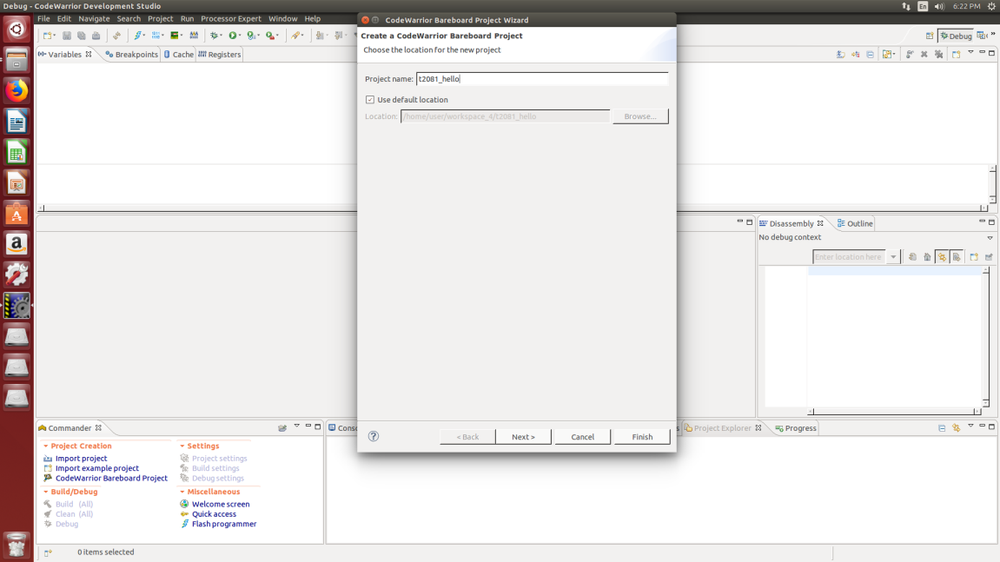 Debug - CodeWarrior Development Studio
En
6:22 PM
File Edit Navigate Search Project Run Processor Expert Window Help
Debug
Variables
Breakpoints
Cache
Registers
CodeWarrior Bareboard Project Wizard
Create a CodeWarrior Bareboard Project
Choose the location for the new project
Project name: t2081_hello
Use default location
Location: /home/user/workspace_4/t2081_hello
Browse...
< Back
Next >
Cancel
Finish
Disassembly
Outline
No debug context
Enter location here
Commander
Project Creation
Import project
Import example project
CodeWarrior Bareboard Project
Build/Debug
Build (All)
Clean (All)
Debug
Settings
Project settings
Build settings
Debug settings
Miscellaneous
Welcome screen
Quick access
Flash programmer
Cons
s
Project Explorer
Progress
0 items selected